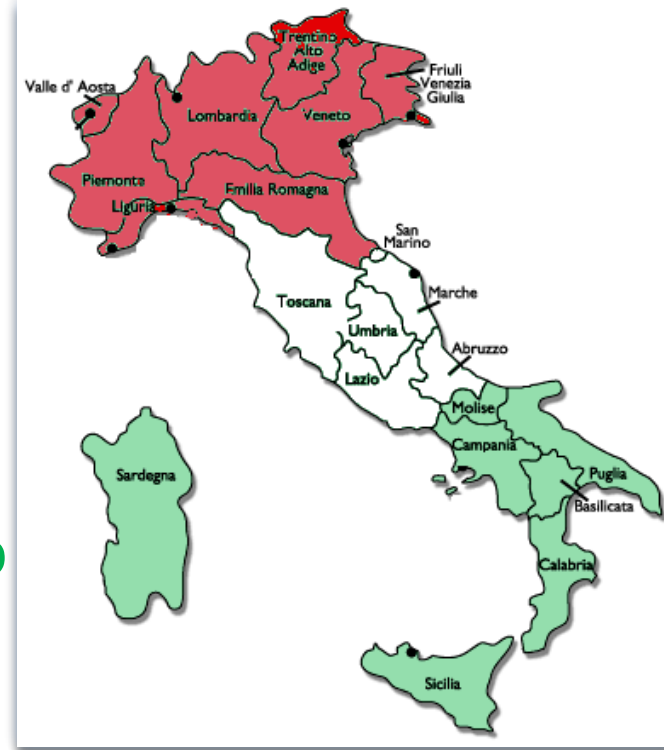 Trentino
Alto
Adige
Friuli
Venezia
Giulia
Valle d' Aosta
Lombardia
Veneto
Piemonte
Emilia Romagna
Liguria
San
Marino
Marche
Toscana
Umbria
Abruzzo
Lazio
Molise
Campania
Sardegna
Puglia
Basilicata
Calabria
Sicilia